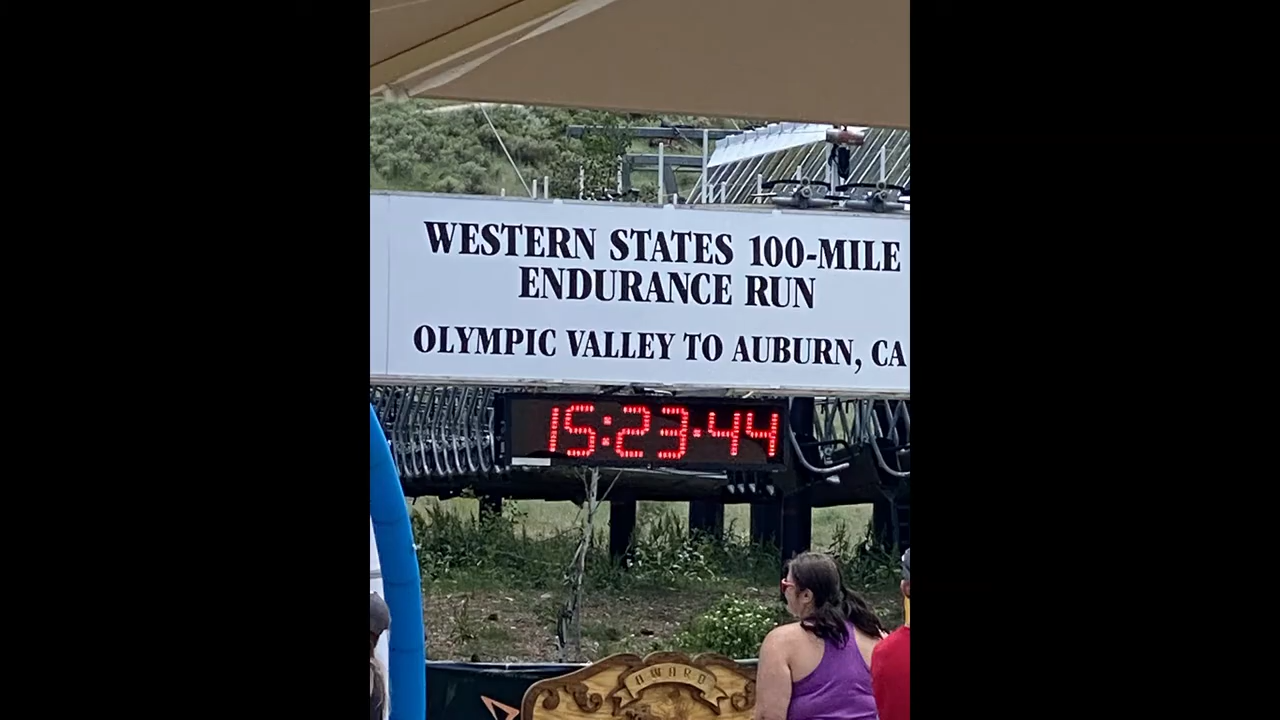 WESTERN STATES 100-MILE
ENDURANCE RUN
OLYMPIC VALLEY TO AUBURN, CA
15:23:44
AWARD